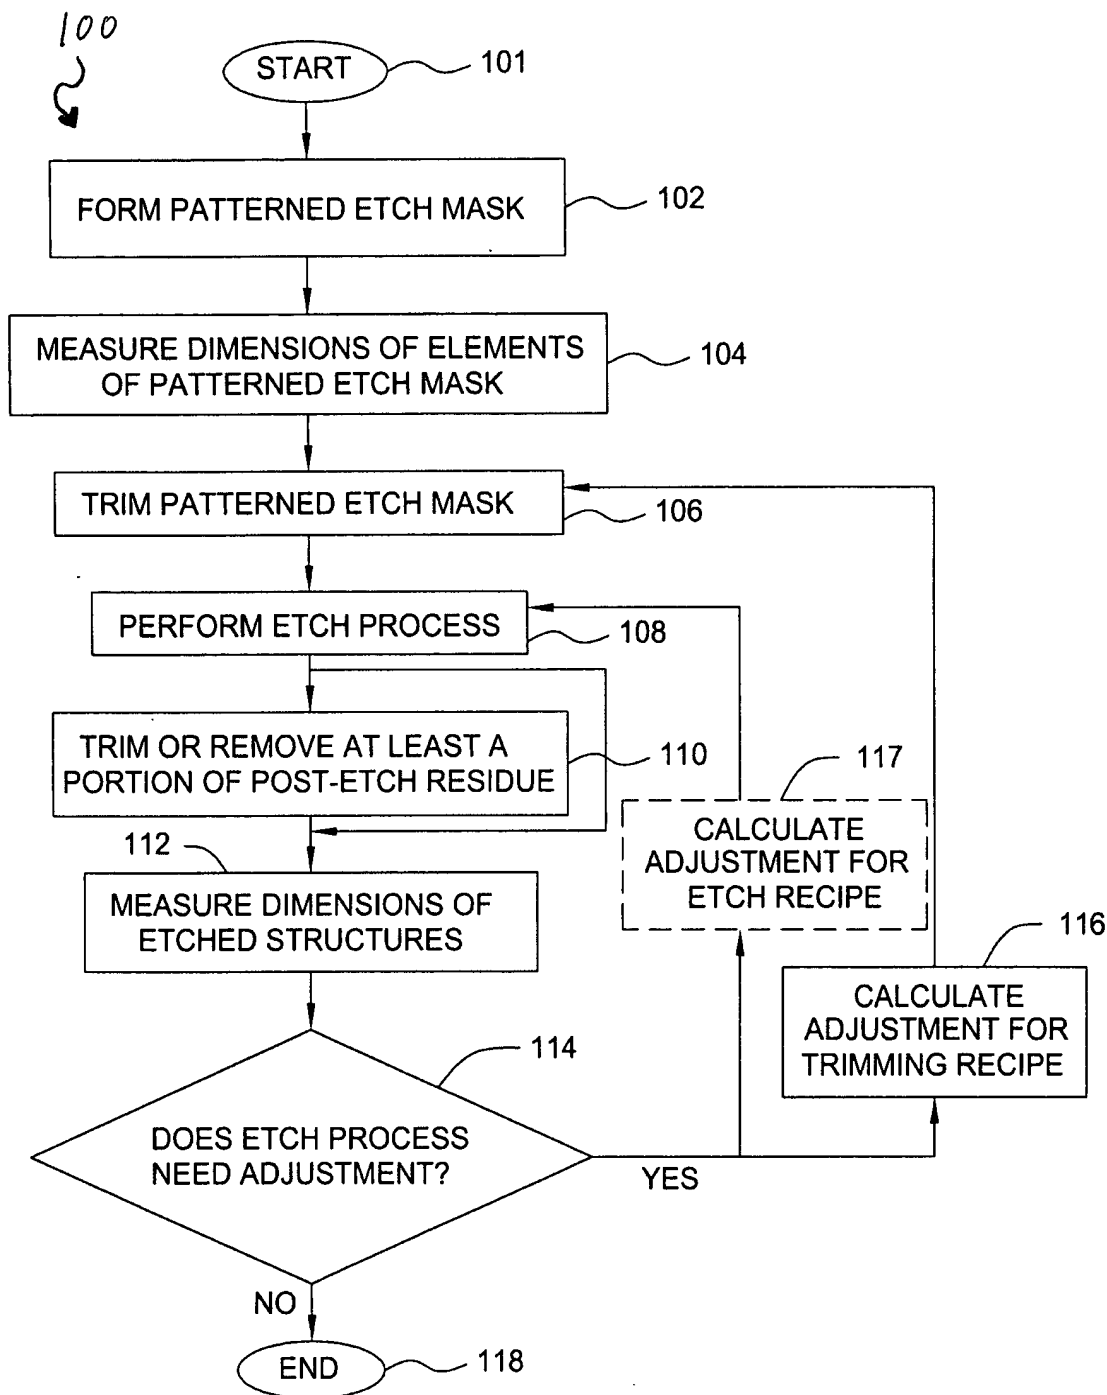 100
START
101
FORM PATTERNED ETCH MASK
102
MEASURE DIMENSIONS OF ELEMENTS
OF PATTERNED ETCH MASK
104
TRIM PATTERNED ETCH MASK
106
PERFORM ETCH PROCESS
108
TRIM OR REMOVE AT LEAST A
PORTION OF POST-ETCH RESIDUE
110
117
CALCULATE
ADJUSTMENT FOR
ETCH RECIPE
112
MEASURE DIMENSIONS OF
ETCHED STRUCTURES
116
CALCULATE
ADJUSTMENT FOR
TRIMMING RECIPE
114
DOES ETCH PROCESS
NEED ADJUSTMENT?
YES
NO
END
118